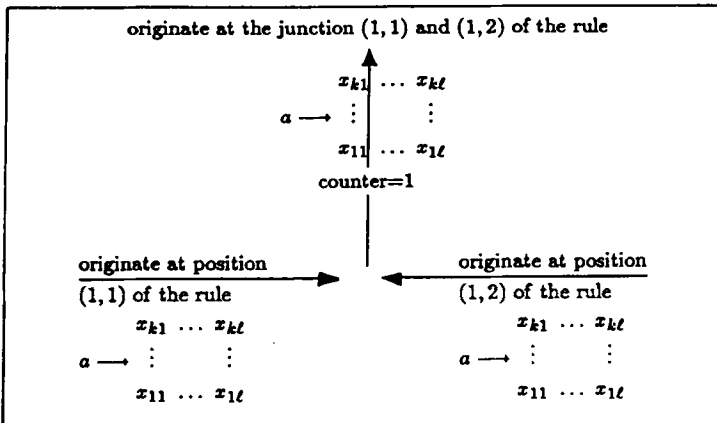 originate at the junction (1, 1) and (1, 2) of the rule
x_{k1} ... x_{kℓ}
a → ⋮ ⋮
x_{11} ... x_{1ℓ}
counter=1
originate at position
(1, 1) of the rule
x_{k1} ... x_{kℓ}
a → ⋮ ⋮
x_{11} ... x_{1ℓ}
originate at position
(1, 2) of the rule
x_{k1} ... x_{kℓ}
a → ⋮ ⋮
x_{11} ... x_{1ℓ}